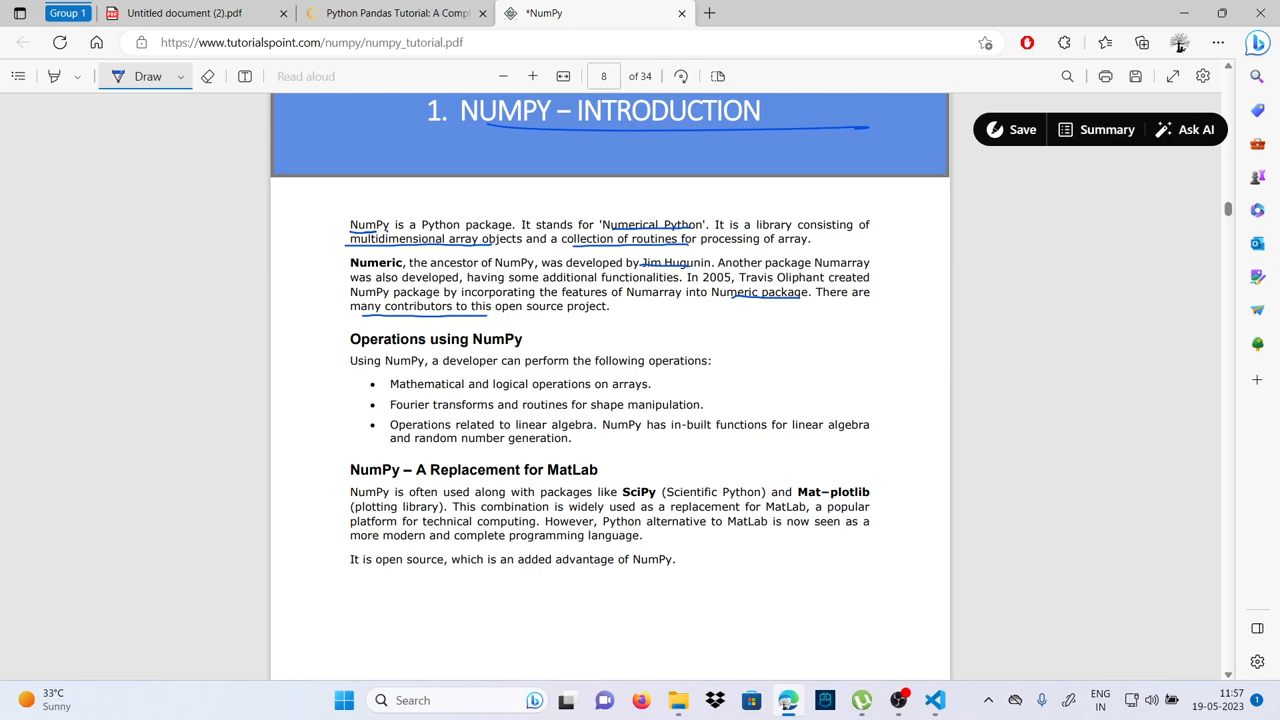 Group 1
Untitled document (2).pdf
Python Pandas Tutorial: A Compl
*NumPy
https://www.tutorialspoint.com/numpy/numpy_tutorial.pdf
Draw
Read aloud
8 of 34
1. NUMPY – INTRODUCTION
Save
Summary
Ask AI
NumPy is a Python package. It stands for 'Numerical Python'. It is a library consisting of
multidimensional array objects and a collection of routines for processing of array.
Numeric, the ancestor of NumPy, was developed by Jim Hugunin. Another package Numarray
was also developed, having some additional functionalities. In 2005, Travis Oliphant created
NumPy package by incorporating the features of Numarray into Numeric package. There are
many contributors to this open source project.
Operations using NumPy
Using NumPy, a developer can perform the following operations:
• Mathematical and logical operations on arrays.
• Fourier transforms and routines for shape manipulation.
• Operations related to linear algebra. NumPy has in-built functions for linear algebra
and random number generation.
NumPy – A Replacement for MatLab
NumPy is often used along with packages like SciPy (Scientific Python) and Mat−plotlib
(plotting library). This combination is widely used as a replacement for MatLab, a popular
platform for technical computing. However, Python alternative to MatLab is now seen as a
more modern and complete programming language.
It is open source, which is an added advantage of NumPy.
33°C
Sunny
Search
ENG
IN
11:57
19-05-2023
1